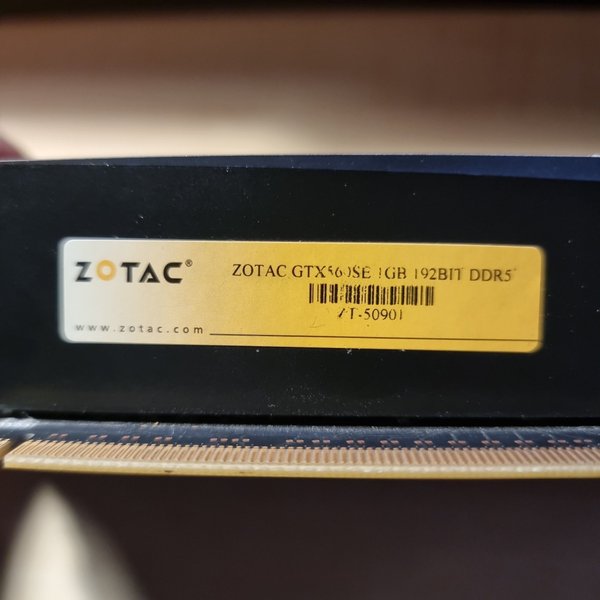 ZOTAC®
www.zotac.com
ZOTAC GTX560SE 1GB 192BIT DDR5
ZT-50901